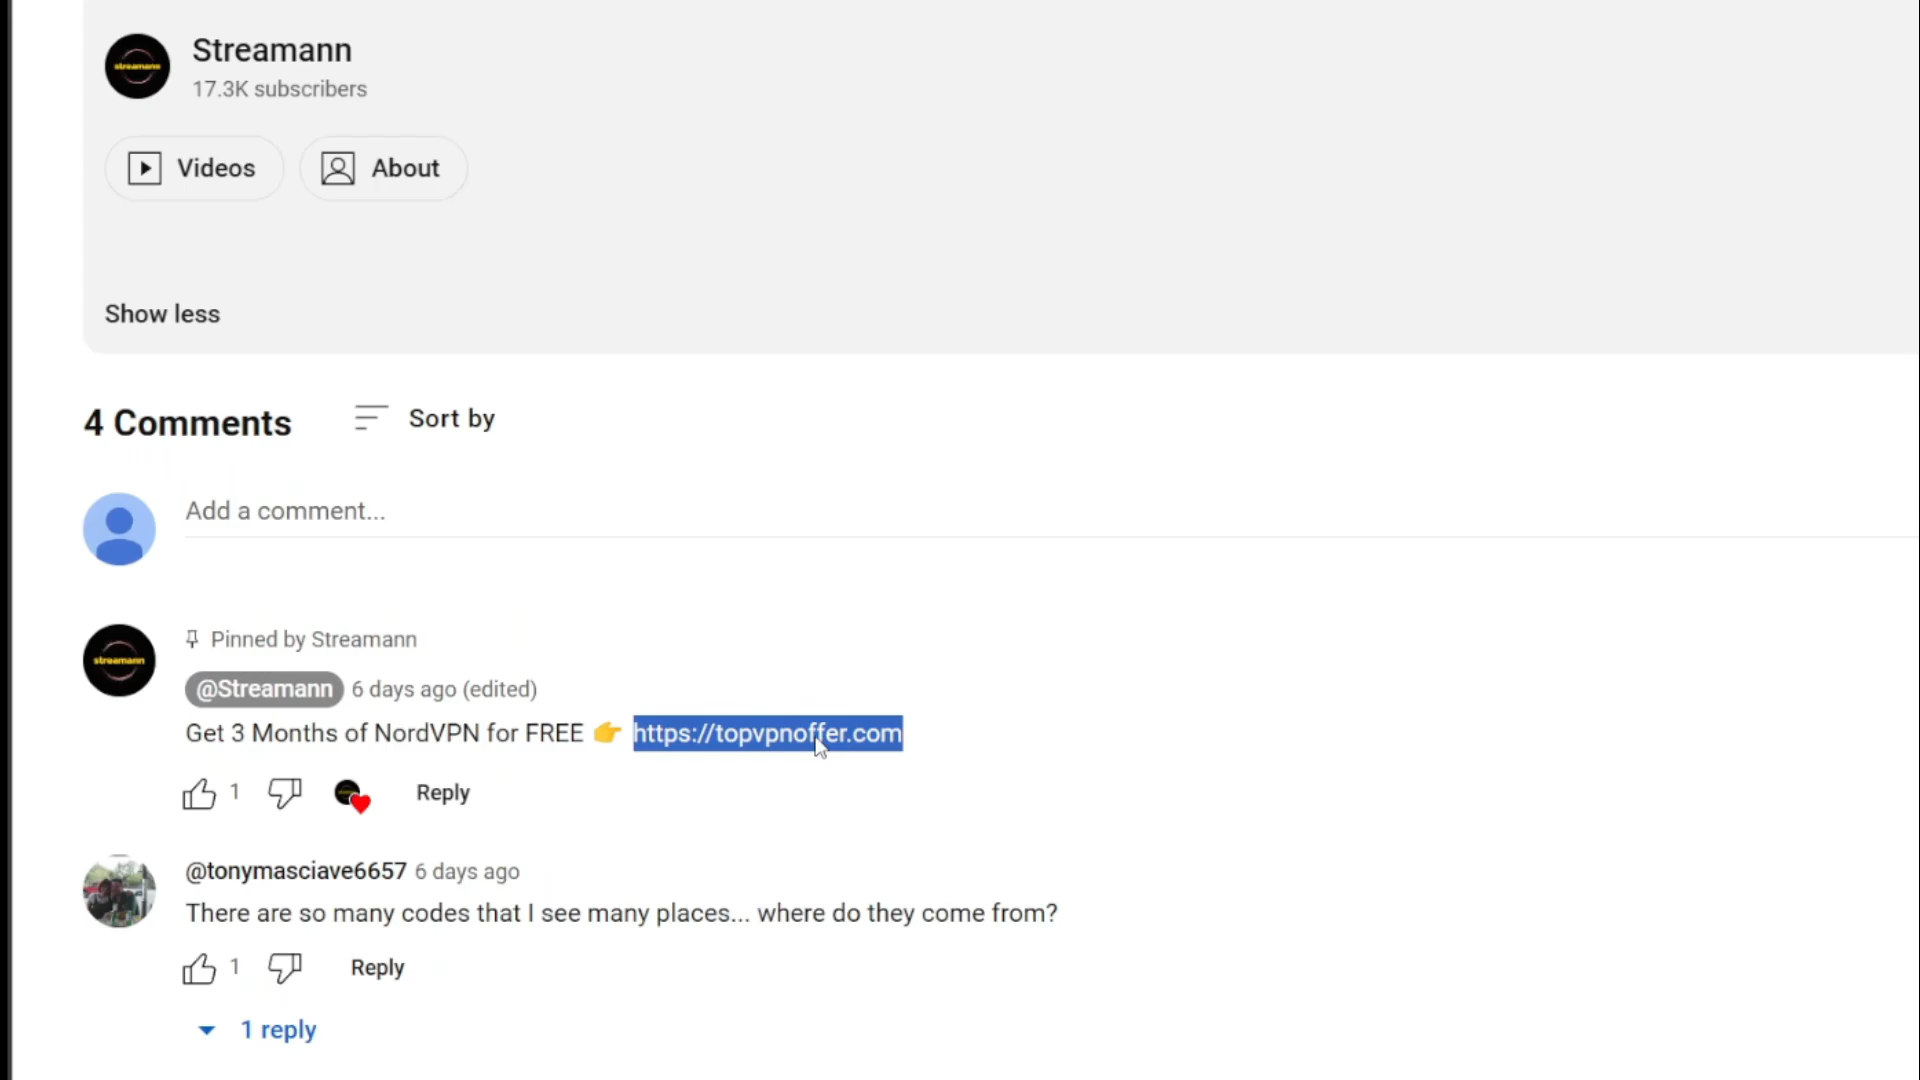 streamann
Streamann
17.3K subscribers
Videos
About
Show less
4 Comments
Sort by
Add a comment...
Pinned by Streamann
streamann
@Streamann 6 days ago (edited)
Get 3 Months of NordVPN for FREE 👉 https://topvpnoffer.com
1
Reply
@tonymasciave6657 6 days ago
There are so many codes that I see many places... where do they come from?
1
Reply
1 reply